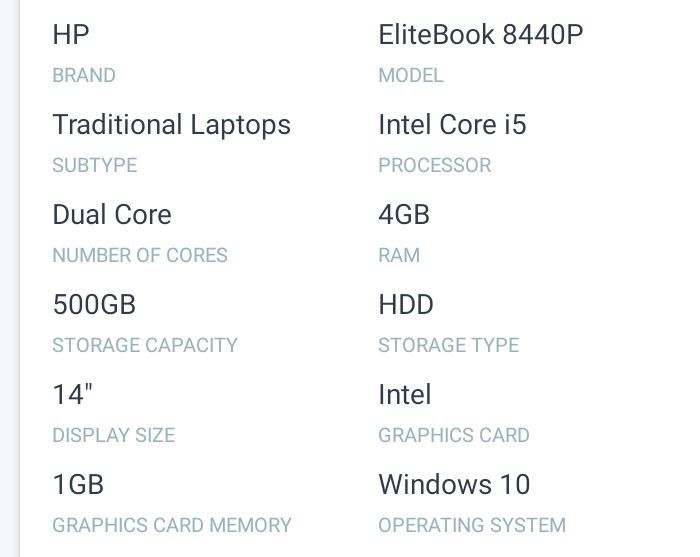 HP
EliteBook 8440P
BRAND
MODEL
Traditional Laptops
Intel Core i5
SUBTYPE
PROCESSOR
Dual Core
4GB
NUMBER OF CORES
RAM
500GB
HDD
STORAGE CAPACITY
STORAGE TYPE
14"
Intel
DISPLAY SIZE
GRAPHICS CARD
1GB
Windows 10
GRAPHICS CARD MEMORY
OPERATING SYSTEM